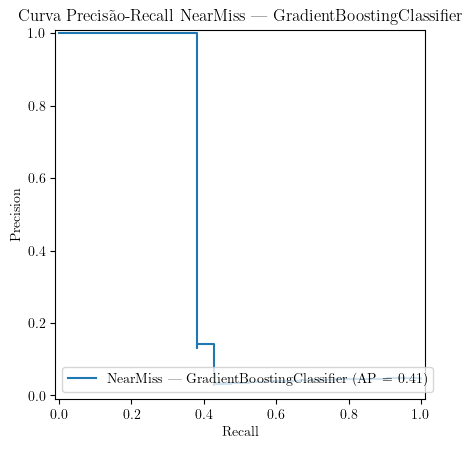 Curva Precisão-Recall NearMiss — GradientBoostingClassifier
1.0
0.8
0.6
0.4
0.2
0.0
Precision
NearMiss — GradientBoostingClassifier (AP = 0.41)
0.0 0.2 0.4 0.6 0.8 1.0
Recall